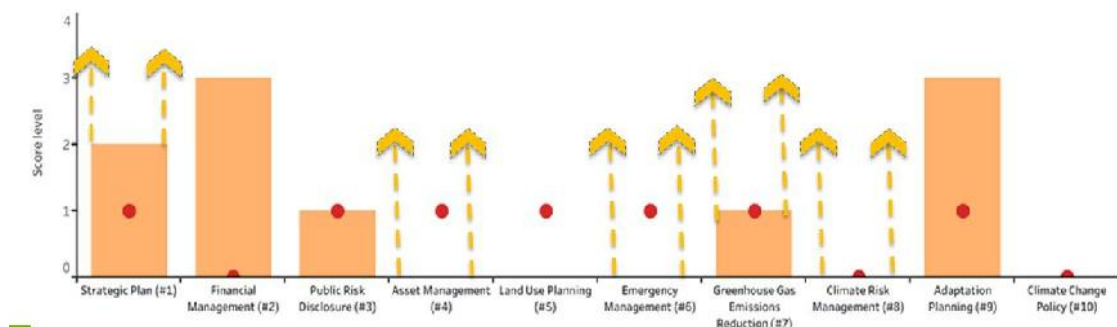 4
3
2
1
0
Score level
Strategic Plan (#1)
Financial
Management (#2)
Public Risk
Disclosure (#3)
Asset Management
(#4)
Land Use Planning
(#5)
Emergency
Management (#6)
Greenhouse Gas
Emissions
Reduction (#7)
Climate Risk
Management (#8)
Adaptation
Planning (#9)
Climate Change
Policy (#10)